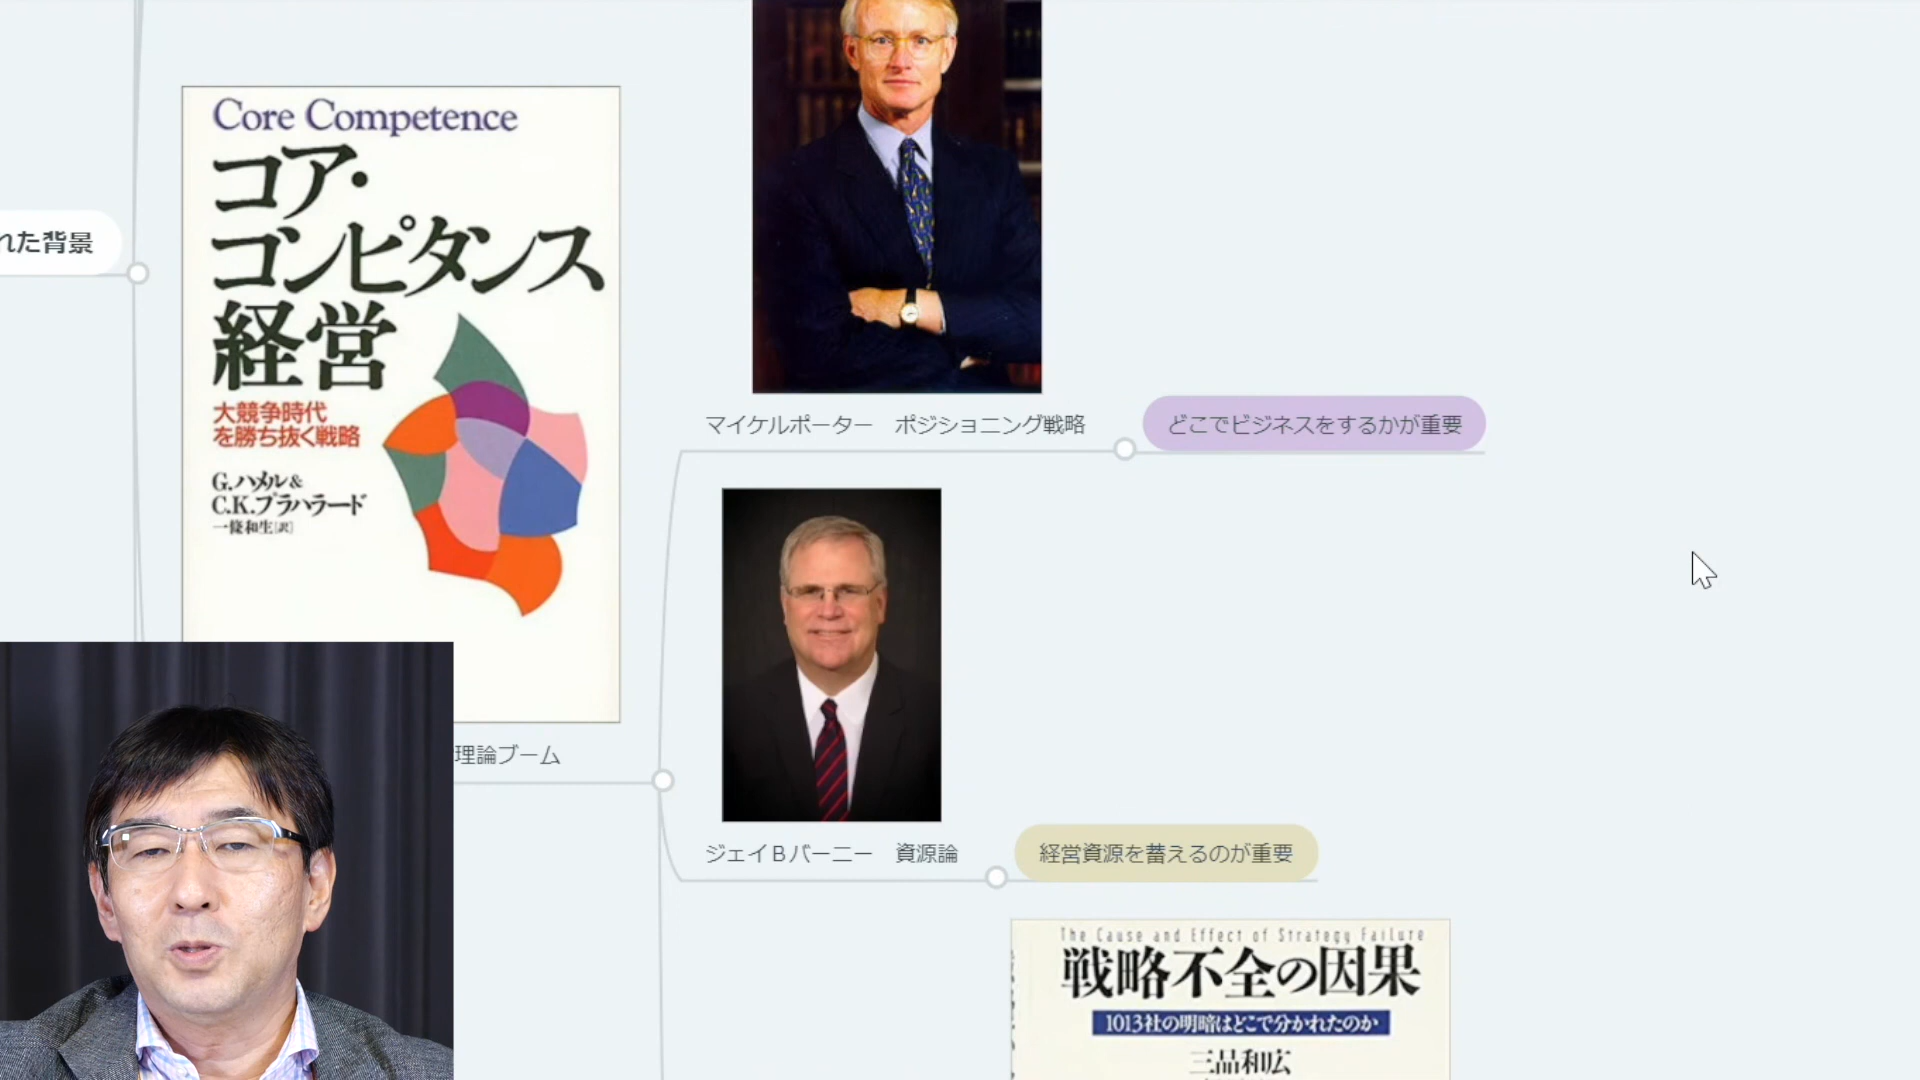 れた背景
Core Competence
コア・
コンピタンス
経営
大競争時代
を勝ち抜く戦略
G.ハメル&
C.K.プラハラード
一條和生[訳]
理論ブーム
マイケルポーター　ポジショニング戦略
どこでビジネスをするかが重要
ジェイBバーニー　資源論
経営資源を蓄えるのが重要
The Cause and Effect of Strategy Failure
戦略不全の因果
1013社の明暗はどこで分かれたのか
三品和広